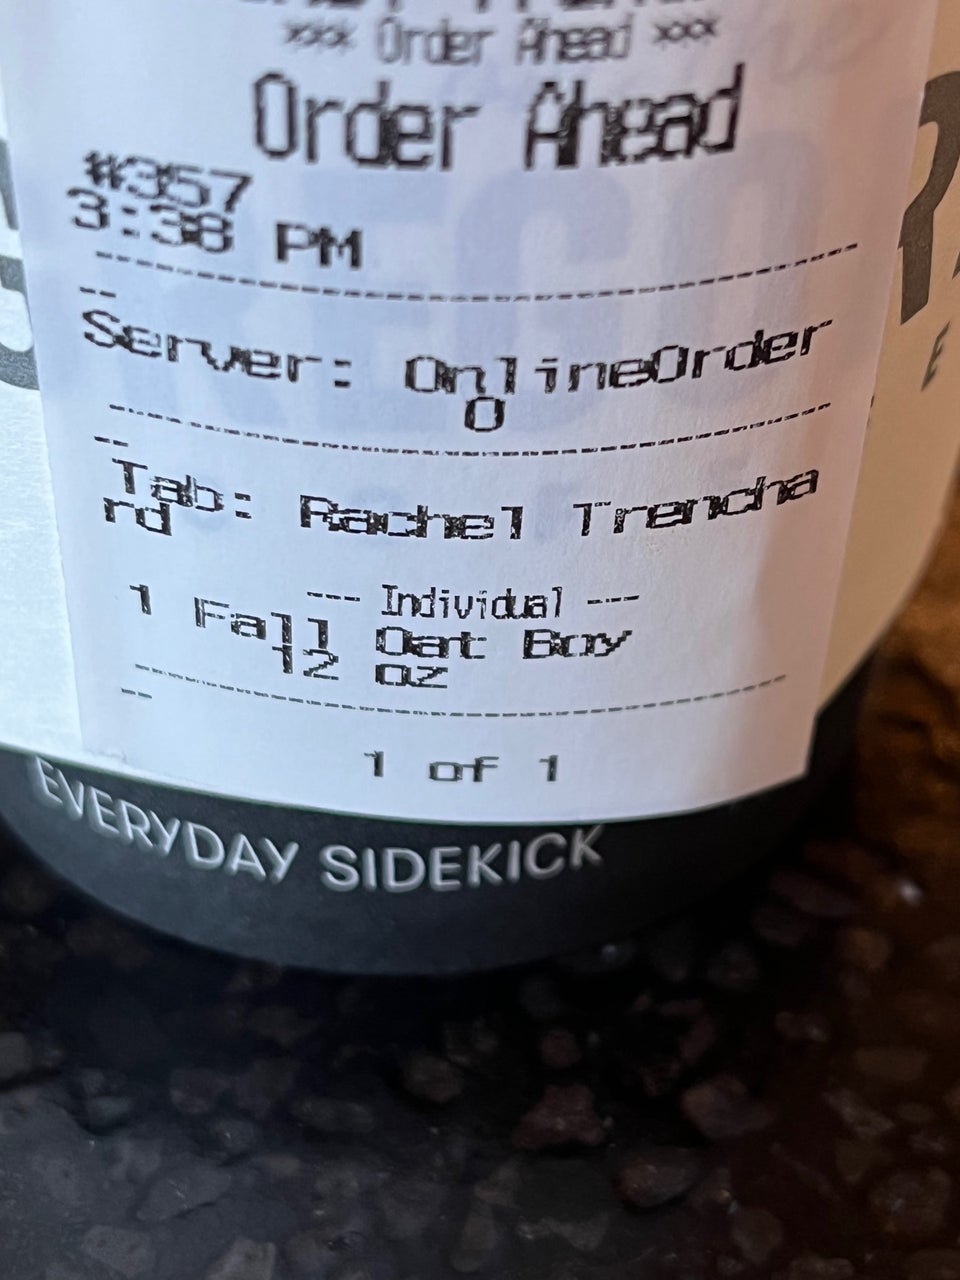 *** Order Ahead ***
Order Ahead
#357
3:38 PM
Server: OnlineOrder
O
Tab: Rachel Trencha
rd
--- Individual ---
1 Fall Oat Boy
12 oz
1 of 1
EVERYDAY SIDEKICK